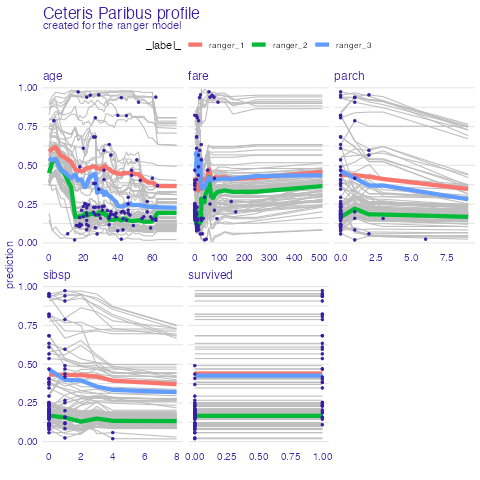 Ceteris Paribus profile
created for the ranger model
_label_ ranger_1 ranger_2 ranger_3
age fare parch
1.00
0.75
0.50
0.25
0.00
0 20 40 60 0 100 200 300 400 500 0.0 2.5 5.0 7.5
prediction
sibsp survived
1.00
0.75
0.50
0.25
0.00
0 2 4 6 8 0.00 0.25 0.50 0.75 1.00